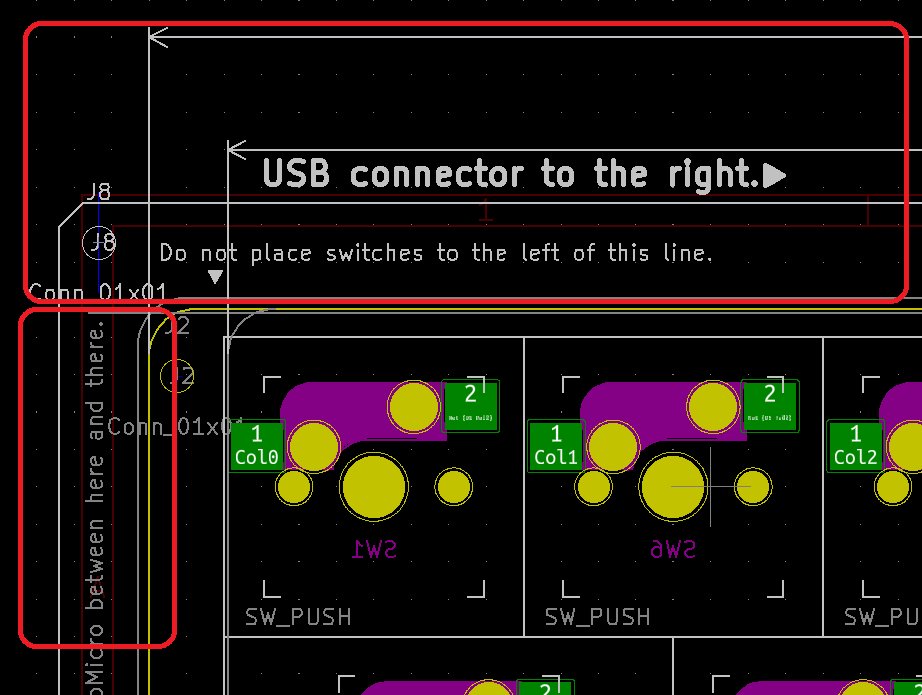 USB connector to the right.▶
J8
1
J8
Do not place switches to the left of this line.
Conn_01x01
J2
J2
Conn_01x01
oMicro between here and there.
1
Col0
2
SW1
SW_PUSH
1
Col1
2
SW6
SW_PUSH
1
Col2
SW_PU
2
2